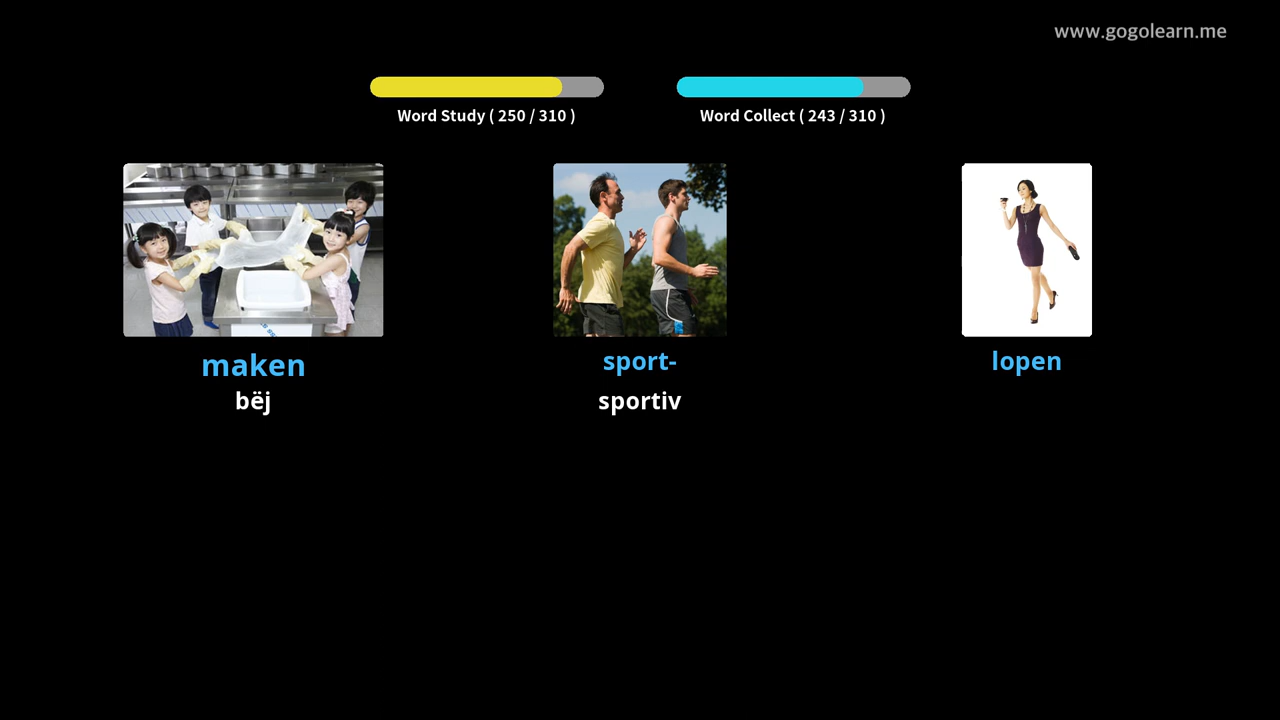 www.gogolearn.me
Word Study ( 250 / 310 )
Word Collect ( 243 / 310 )
maken
bëj
sport-
sportiv
lopen